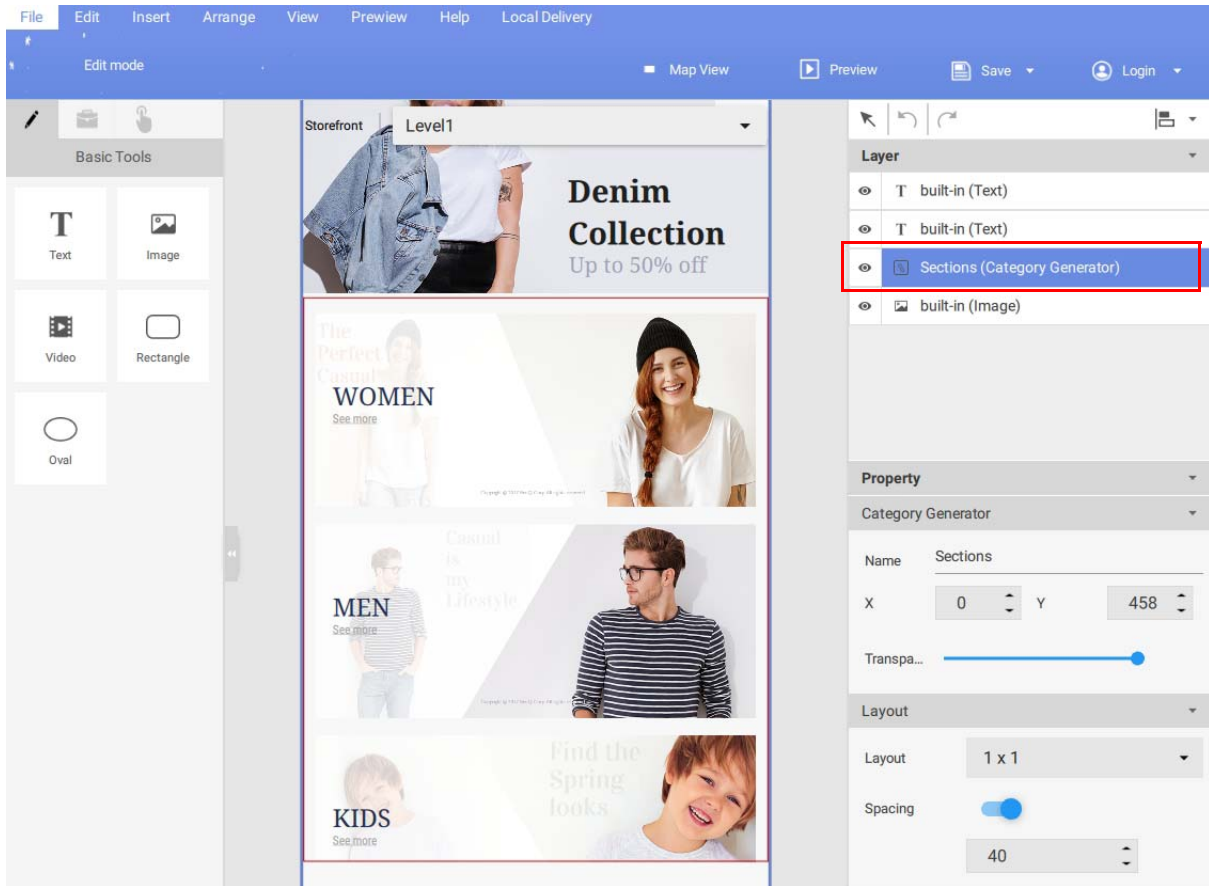 File Edit Insert Arrange View Prewiew Help Local Delivery
Edit mode Map View Preview Save Login
Basic Tools
Text
Image
Video
Rectangle
Oval
Storefront Level1
Denim
Collection
Up to 50% off
The
Perfect
Casual
WOMEN
See more
Casual
is
my
Lifestyle
MEN
See more
Find the
Spring
looks
KIDS
See more
Layer
T built-in (Text)
T built-in (Text)
Sections (Category Generator)
built-in (Image)
Property
Category Generator
Name Sections
X 0 Y 458
Transpa...
Layout
Layout 1 x 1
Spacing
40